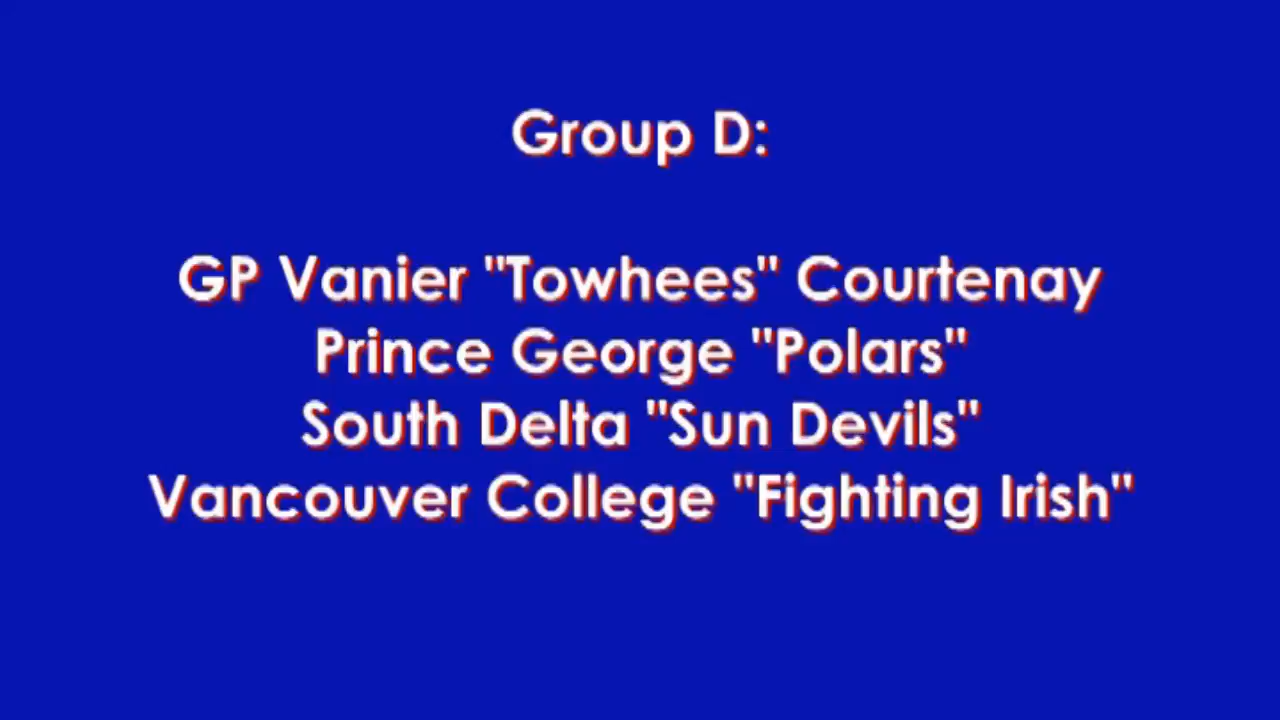 Group D:
GP Vanier "Towhees" Courtenay
Prince George "Polars"
South Delta "Sun Devils"
Vancouver College "Fighting Irish"